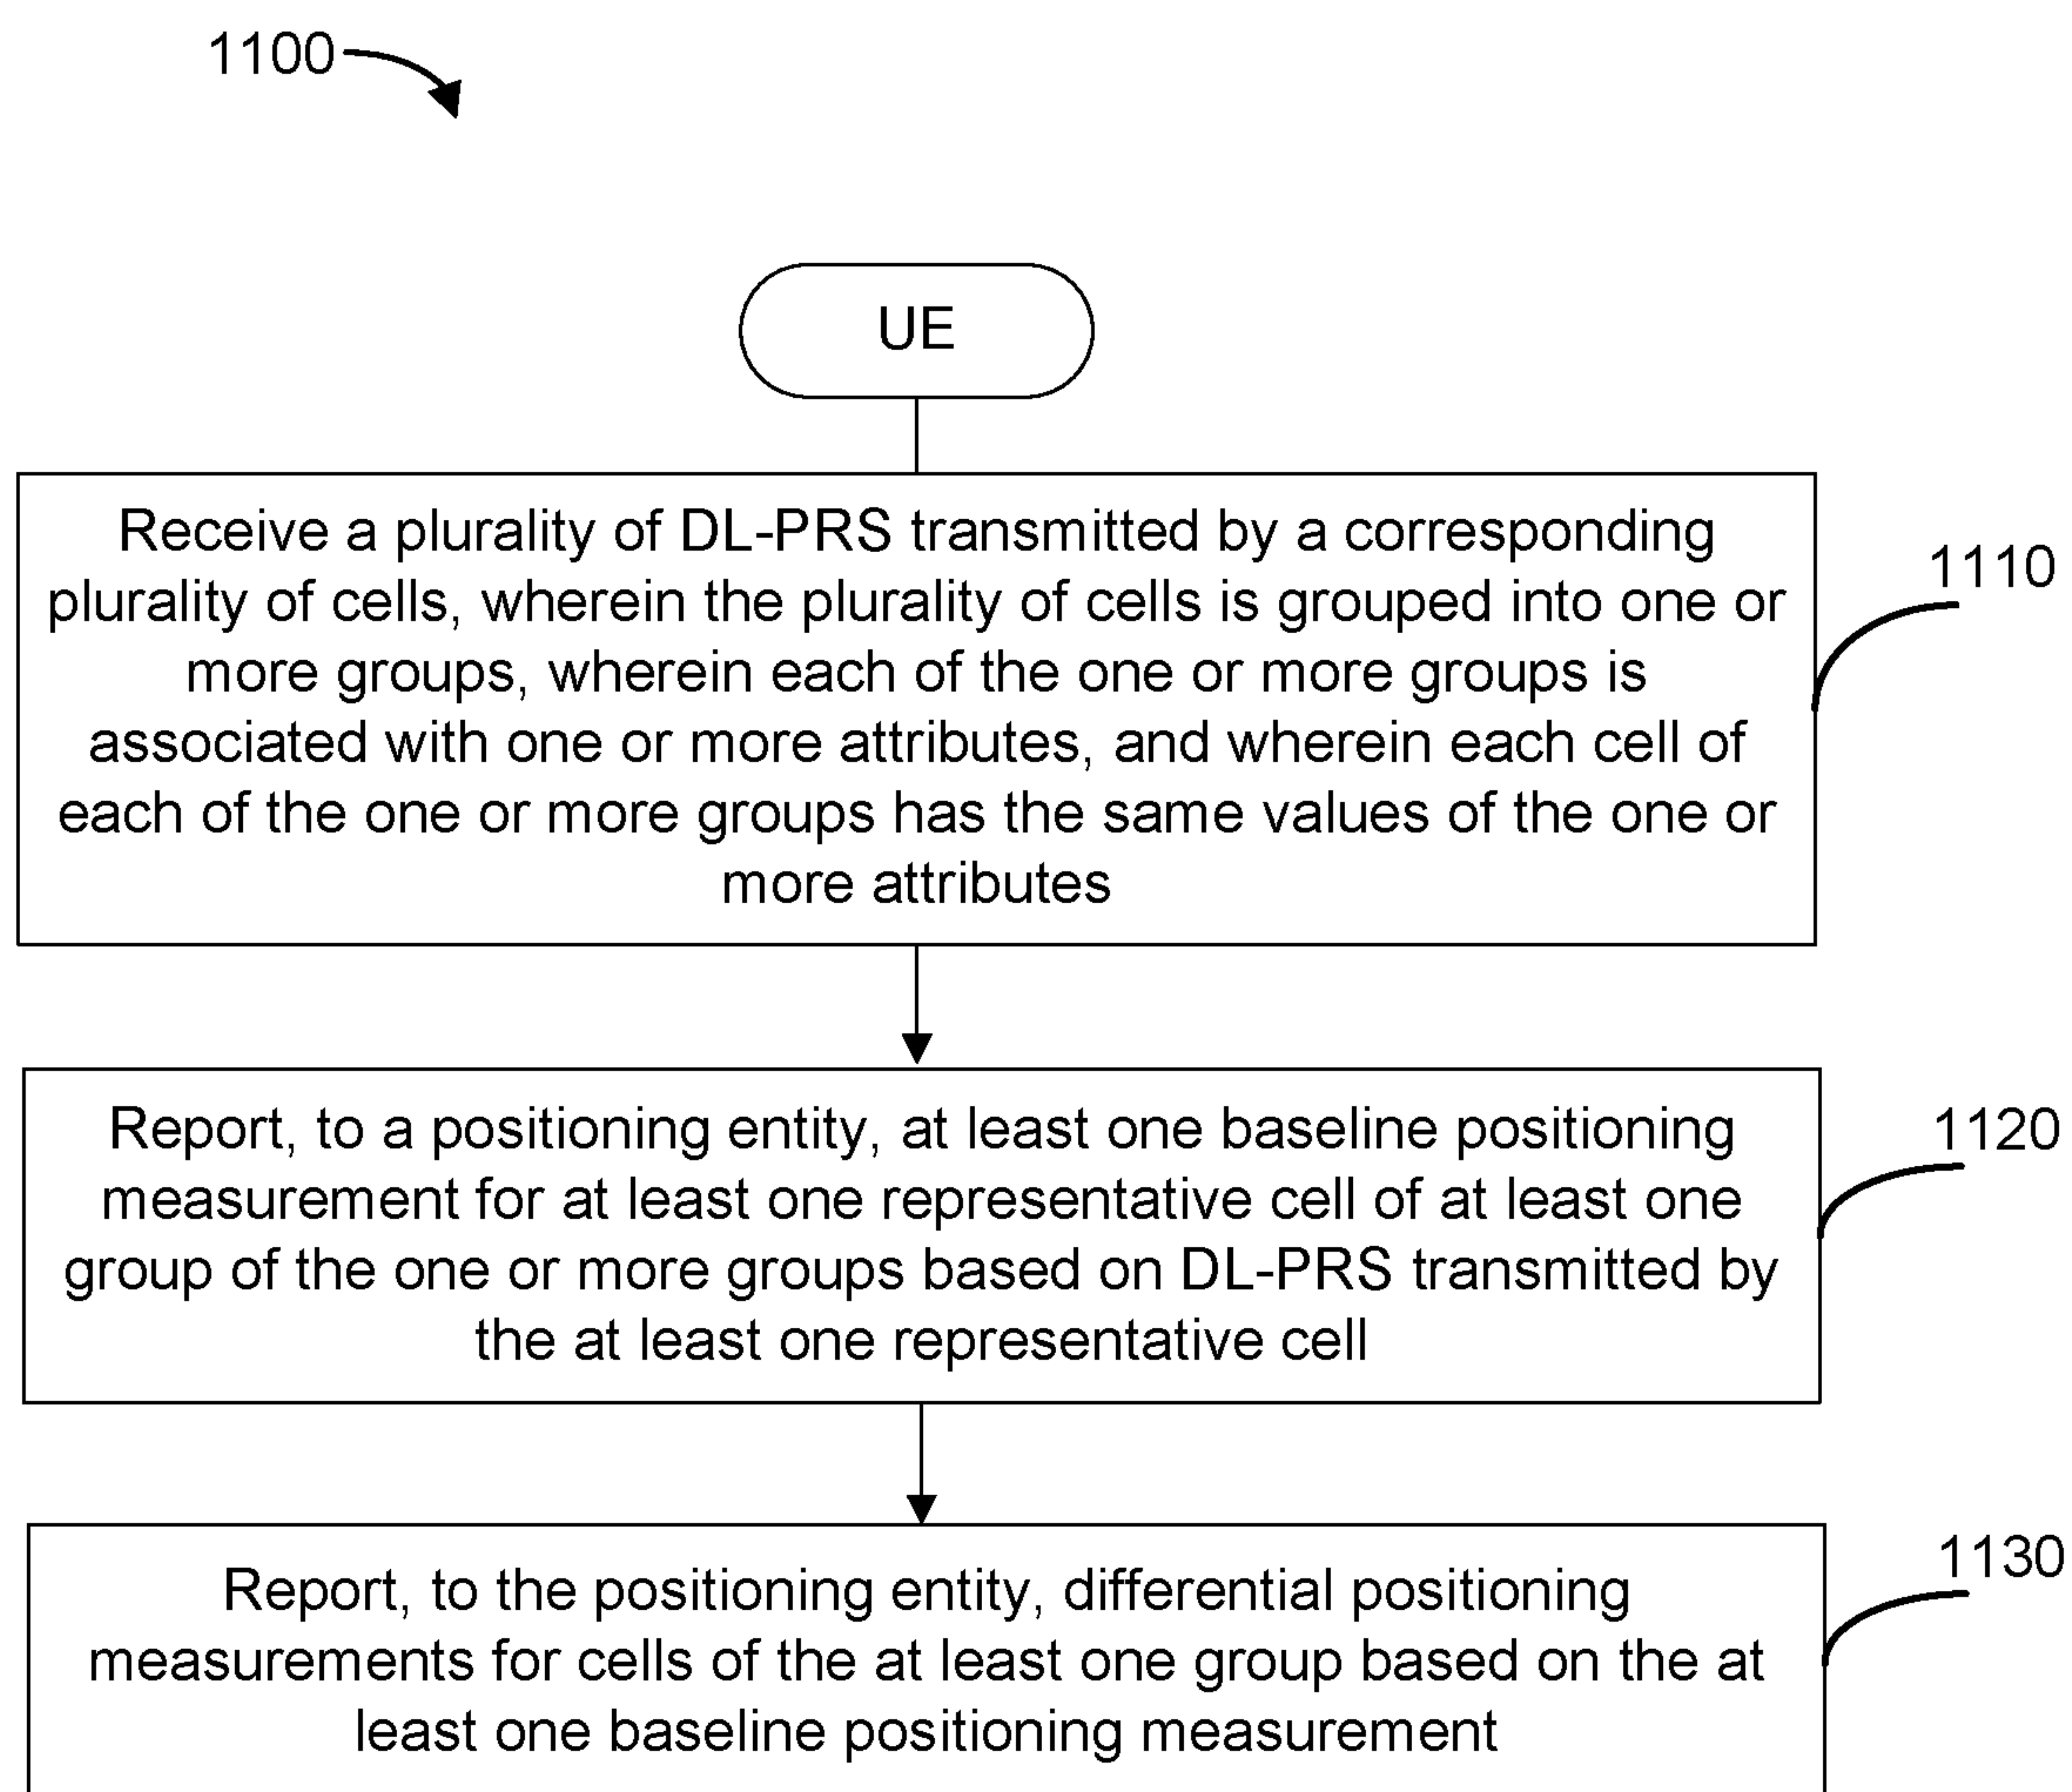 1100
UE
Receive a plurality of DL-PRS transmitted by a corresponding
plurality of cells, wherein the plurality of cells is grouped into one or
more groups, wherein each of the one or more groups is
associated with one or more attributes, and wherein each cell of
each of the one or more groups has the same values of the one or
more attributes
1110
Report, to a positioning entity, at least one baseline positioning
measurement for at least one representative cell of at least one
group of the one or more groups based on DL-PRS transmitted by
the at least one representative cell
1120
Report, to the positioning entity, differential positioning
measurements for cells of the at least one group based on the at
least one baseline positioning measurement
1130